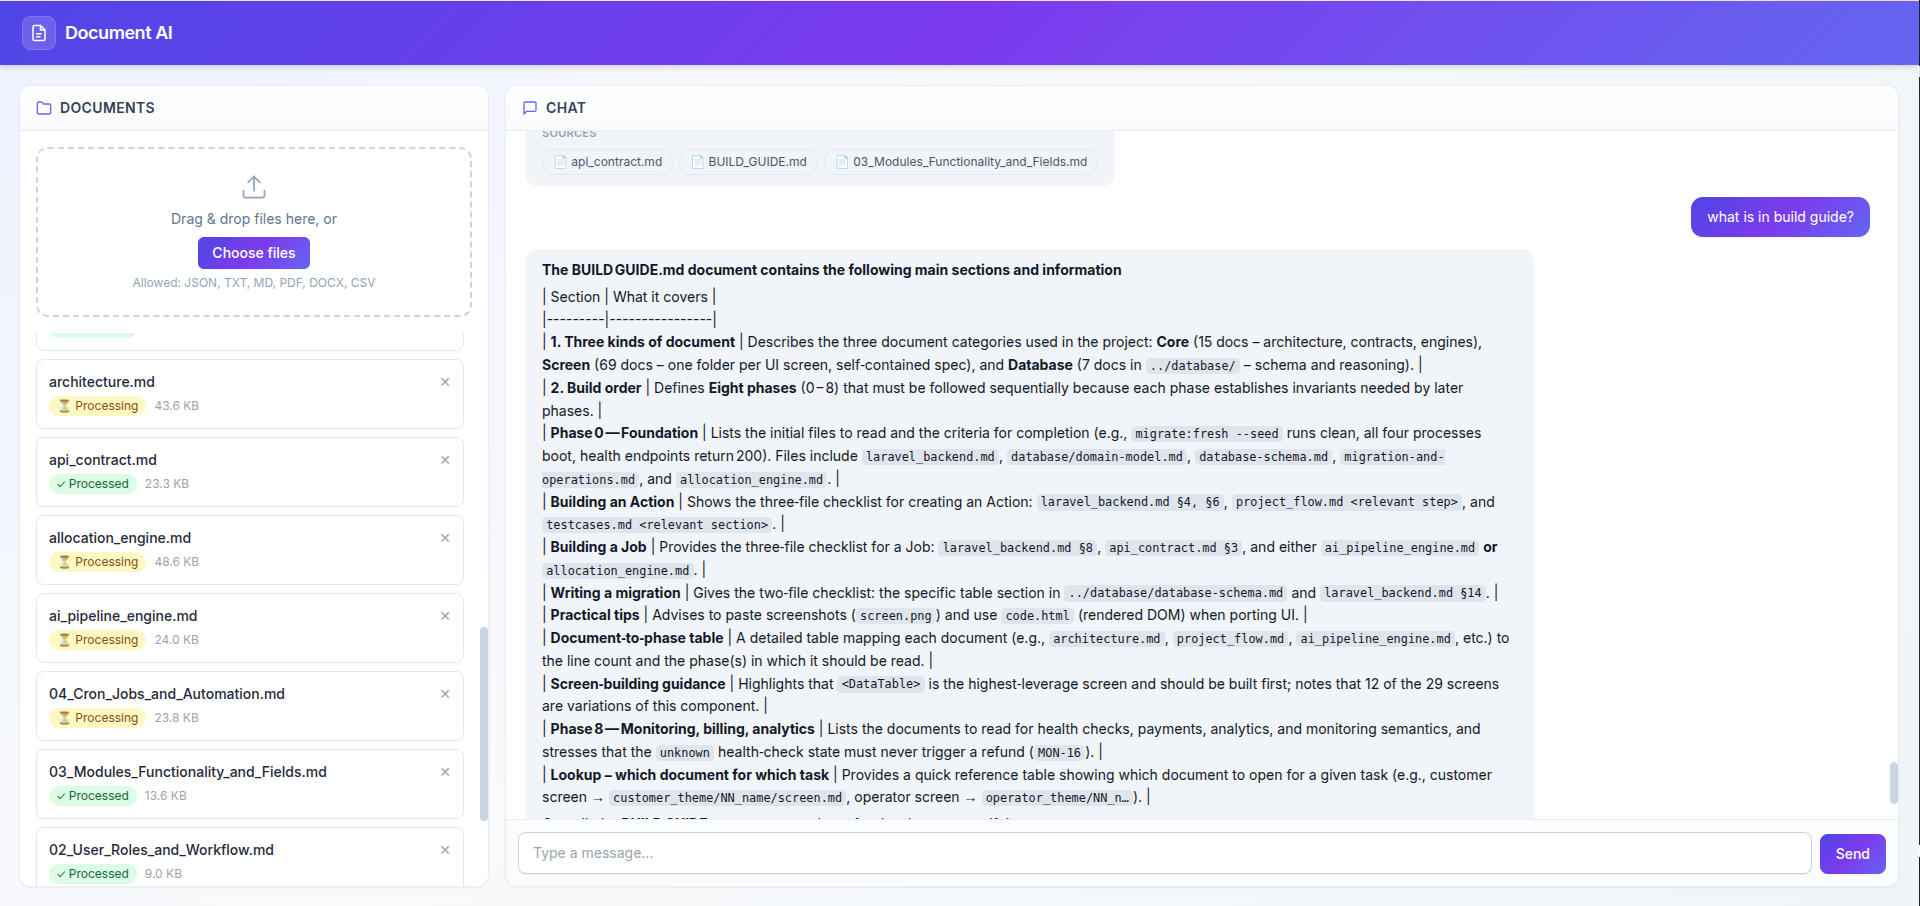 Document AI
DOCUMENTS
Drag & drop files here, or
Choose files
Allowed: JSON, TXT, MD, PDF, DOCX, CSV
architecture.md
⏳ Processing 43.6 KB
api_contract.md
✓ Processed 23.3 KB
allocation_engine.md
⏳ Processing 48.6 KB
ai_pipeline_engine.md
⏳ Processing 24.0 KB
04_Cron_Jobs_and_Automation.md
⏳ Processing 23.8 KB
03_Modules_Functionality_and_Fields.md
✓ Processed 13.6 KB
02_User_Roles_and_Workflow.md
✓ Processed 9.0 KB
CHAT
SOURCES
api_contract.md BUILD_GUIDE.md 03_Modules_Functionality_and_Fields.md
what is in build guide?
The BUILD GUIDE.md document contains the following main sections and information
| Section | What it covers |
|---------|----------------|
| 1. Three kinds of document | Describes the three document categories used in the project: Core (15 docs – architecture, contracts, engines),
Screen (69 docs – one folder per UI screen, self-contained spec), and Database (7 docs in ../database/ – schema and reasoning). |
| 2. Build order | Defines Eight phases (0–8) that must be followed sequentially because each phase establishes invariants needed by later
phases. |
| Phase 0 — Foundation | Lists the initial files to read and the criteria for completion (e.g., migrate:fresh --seed runs clean, all four processes
boot, health endpoints return 200). Files include laravel_backend.md, database/domain-model.md, database-schema.md, migration-and-
operations.md, and allocation_engine.md. |
| Building an Action | Shows the three-file checklist for creating an Action: laravel_backend.md §4, §6, project_flow.md <relevant step>, and
testcases.md <relevant section>. |
| Building a Job | Provides the three-file checklist for a Job: laravel_backend.md §8, api_contract.md §3, and either ai_pipeline_engine.md or
allocation_engine.md. |
| Writing a migration | Gives the two-file checklist: the specific table section in ../database/database-schema.md and laravel_backend.md §14. |
| Practical tips | Advises to paste screenshots (screen.png) and use code.html (rendered DOM) when porting UI. |
| Document-to-phase table | A detailed table mapping each document (e.g., architecture.md, project_flow.md, ai_pipeline_engine.md, etc.) to
the line count and the phase(s) in which it should be read. |
| Screen-building guidance | Highlights that <DataTable> is the highest-leverage screen and should be built first; notes that 12 of the 29 screens
are variations of this component. |
| Phase 8 — Monitoring, billing, analytics | Lists the documents to read for health checks, payments, analytics, and monitoring semantics, and
stresses that the unknown health-check state must never trigger a refund (MON-16). |
| Lookup – which document for which task | Provides a quick reference table showing which document to open for a given task (e.g., customer
screen → customer_theme/NN_name/screen.md, operator screen → operator_theme/NN_n…). |
Type a message...
Send